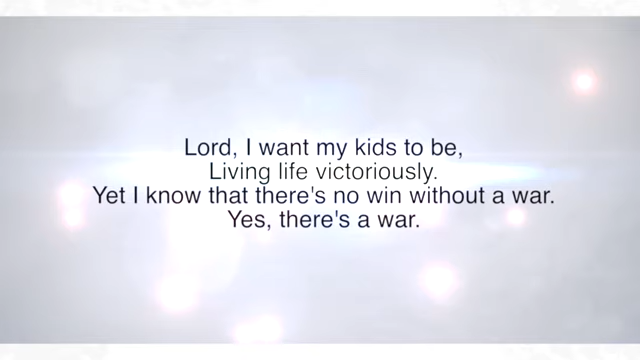 Lord, I want my kids to be,
Living life victoriously.
Yet I know that there's no win without a war.
Yes, there's a war.